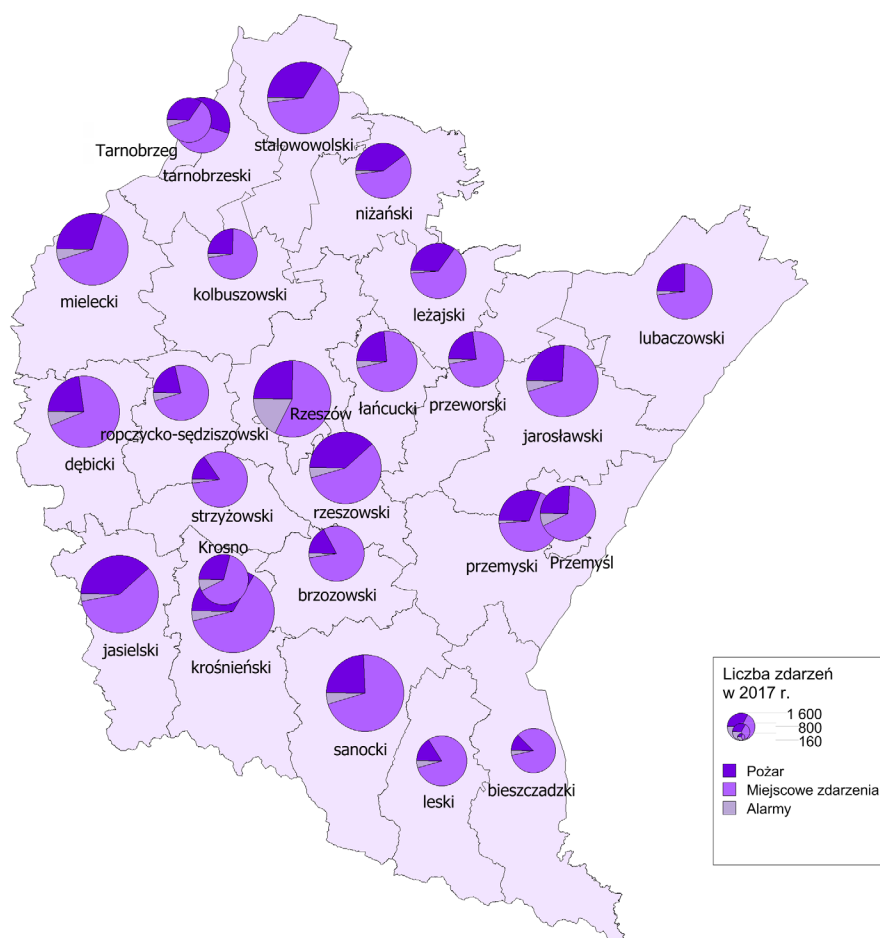 Tarnobrzeg
tarnobrzeski
stalowowolski
niżański
mielecki
kolbuszowski
leżajski
lubaczowski
dębicki
ropczycko-sędziszowski
Rzeszów
łańcucki
przeworski
jarosławski
strzyżowski
rzeszowski
Krosno
brzozowski
przemyski
Przemyśl
jasielski
krośnieński
sanocki
leski
bieszczadzki
Liczba zdarzeń
w 2017 r.
1 600
800
160
Pożar
Miejscowe zdarzenia
Alarmy